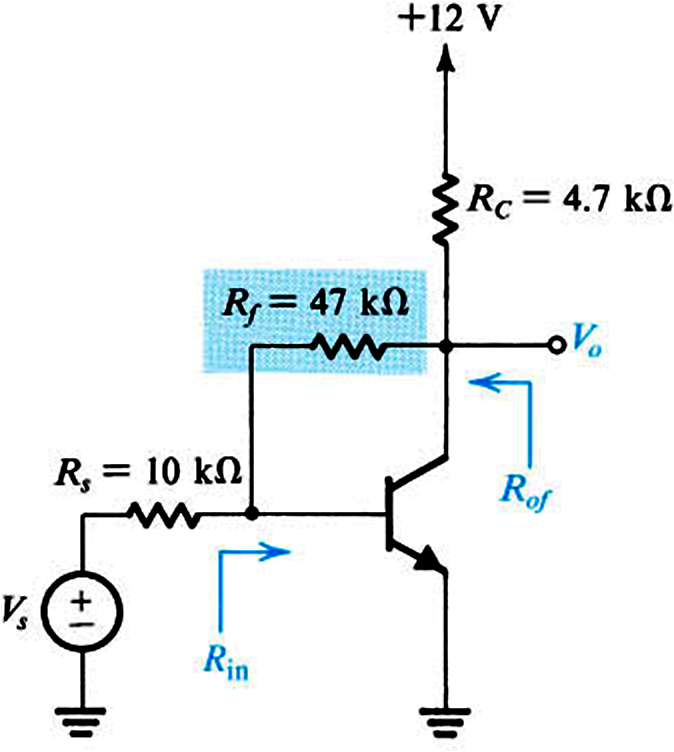 +12 V
R_C = 4.7 kΩ
R_f = 47 kΩ
V_o
R_s = 10 kΩ
R_of
V_s
+
−
R_in